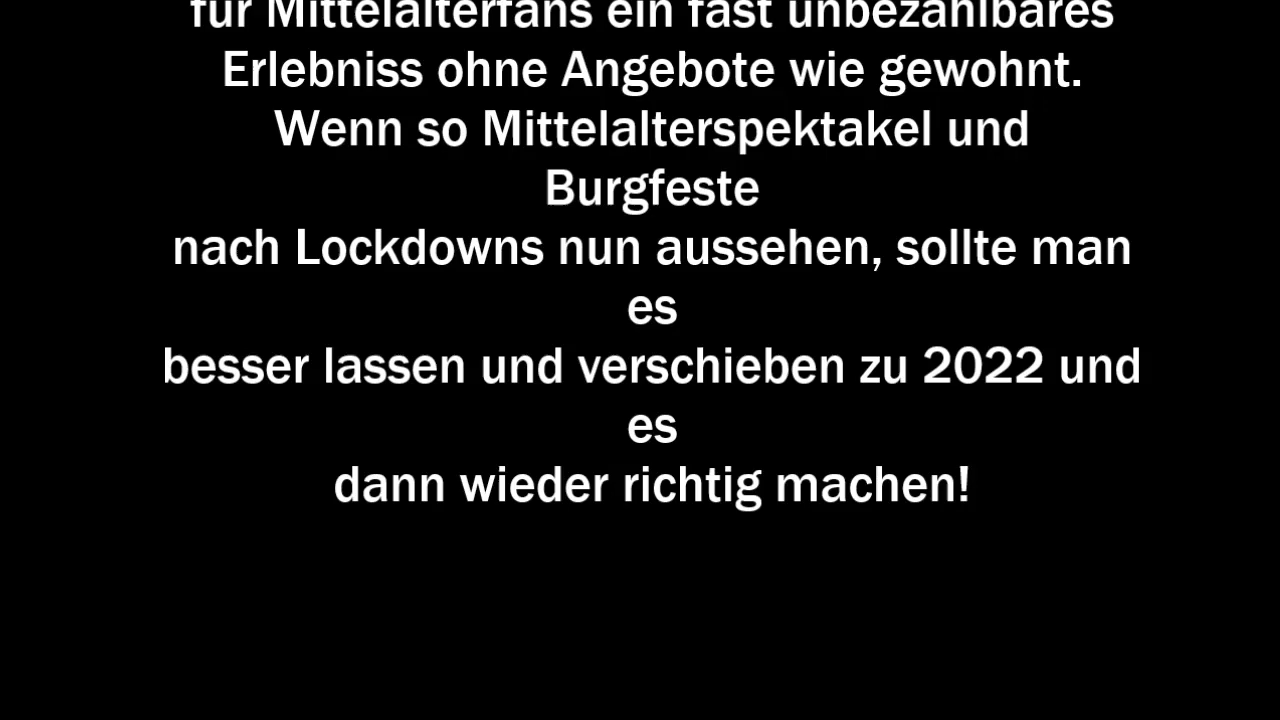 für Mittelalterfans ein fast unbezahlbares
Erlebniss ohne Angebote wie gewohnt.
Wenn so Mittelalterspektakel und
Burgfeste
nach Lockdowns nun aussehen, sollte man
es
besser lassen und verschieben zu 2022 und
es
dann wieder richtig machen!